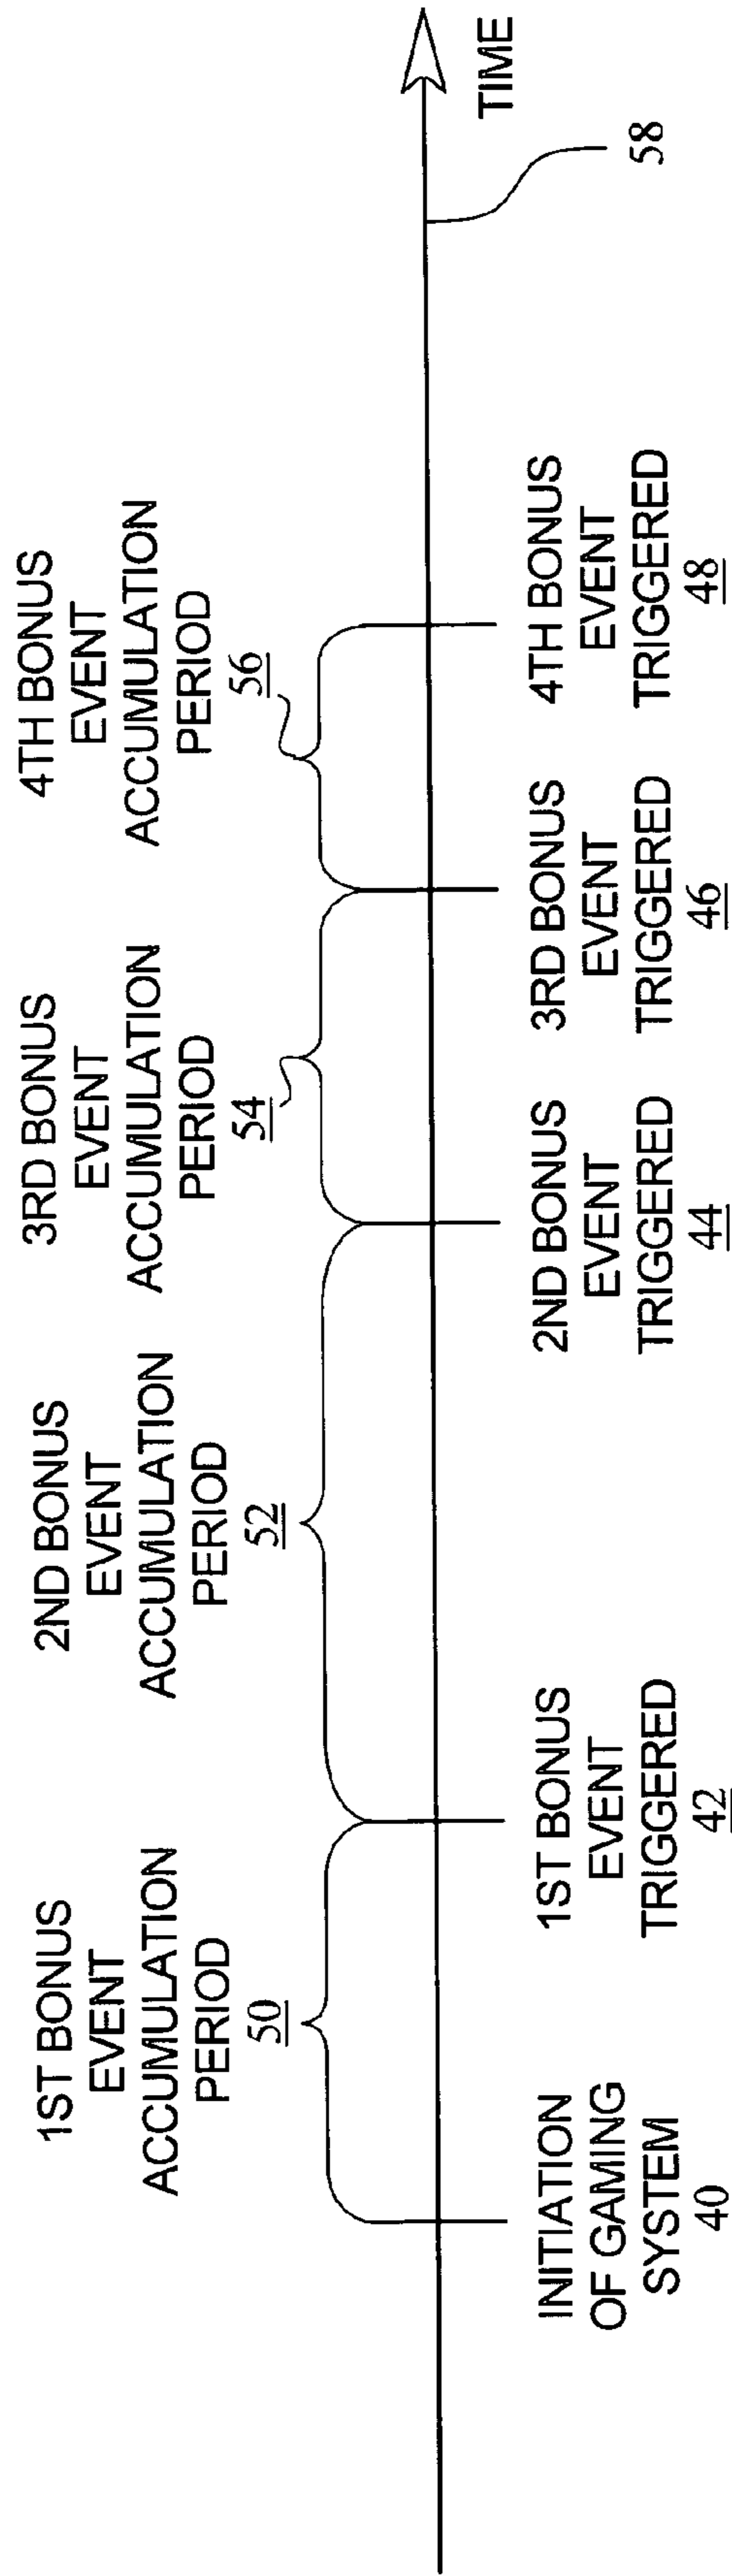 1ST BONUS
EVENT
ACCUMULATION
PERIOD
50
2ND BONUS
EVENT
ACCUMULATION
PERIOD
52
3RD BONUS
EVENT
ACCUMULATION
PERIOD
54
4TH BONUS
EVENT
ACCUMULATION
PERIOD
56
TIME
58
INITIATION
OF GAMING
SYSTEM
40
1ST BONUS
EVENT
TRIGGERED
42
2ND BONUS
EVENT
TRIGGERED
44
3RD BONUS
EVENT
TRIGGERED
46
4TH BONUS
EVENT
TRIGGERED
48